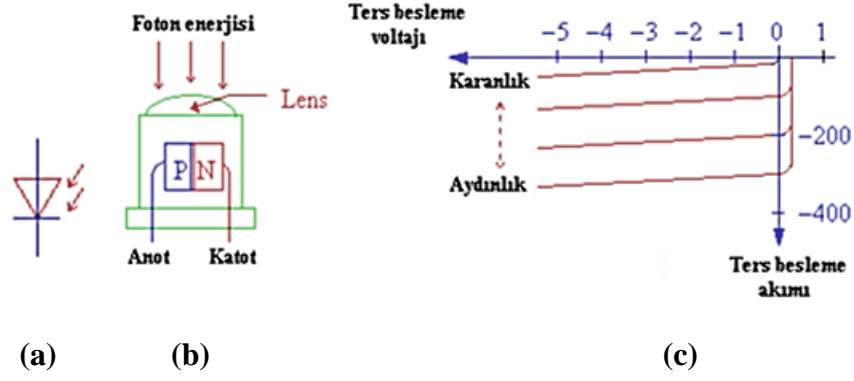 Foton enerjisi
Lens
P N
Anot Katot
Ters besleme
voltajı
-5 -4 -3 -2 -1 0 1
Karanlık
Aydınlık
-200
-400
Ters besleme
akımı
(a) (b) (c)